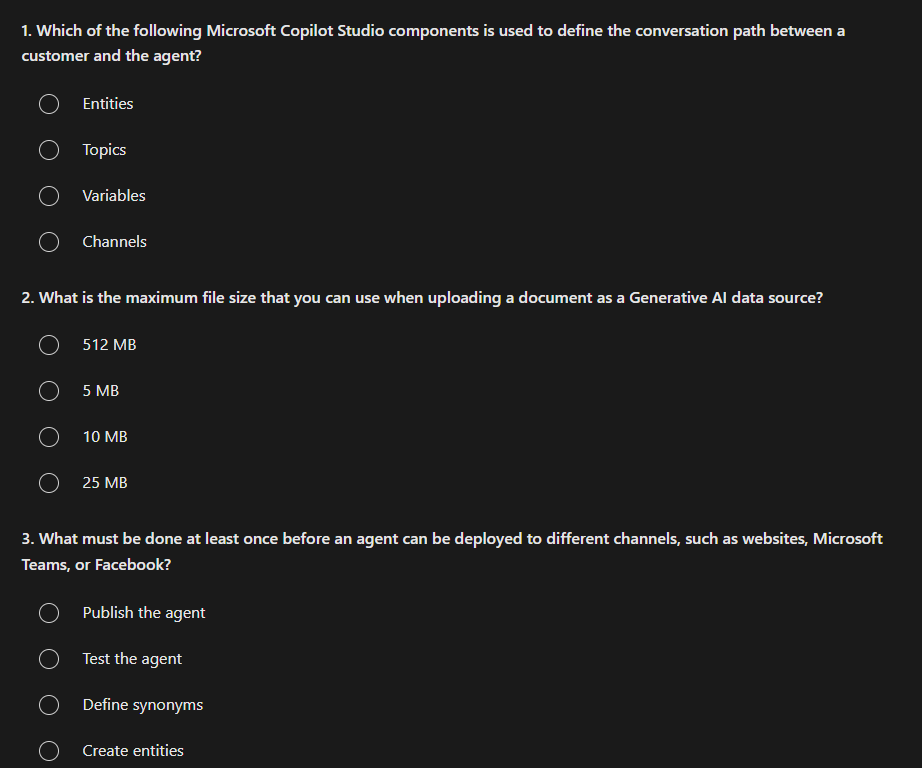 1. Which of the following Microsoft Copilot Studio components is used to define the conversation path between a
customer and the agent?
Entities
Topics
Variables
Channels
2. What is the maximum file size that you can use when uploading a document as a Generative AI data source?
512 MB
5 MB
10 MB
25 MB
3. What must be done at least once before an agent can be deployed to different channels, such as websites, Microsoft
Teams, or Facebook?
Publish the agent
Test the agent
Define synonyms
Create entities